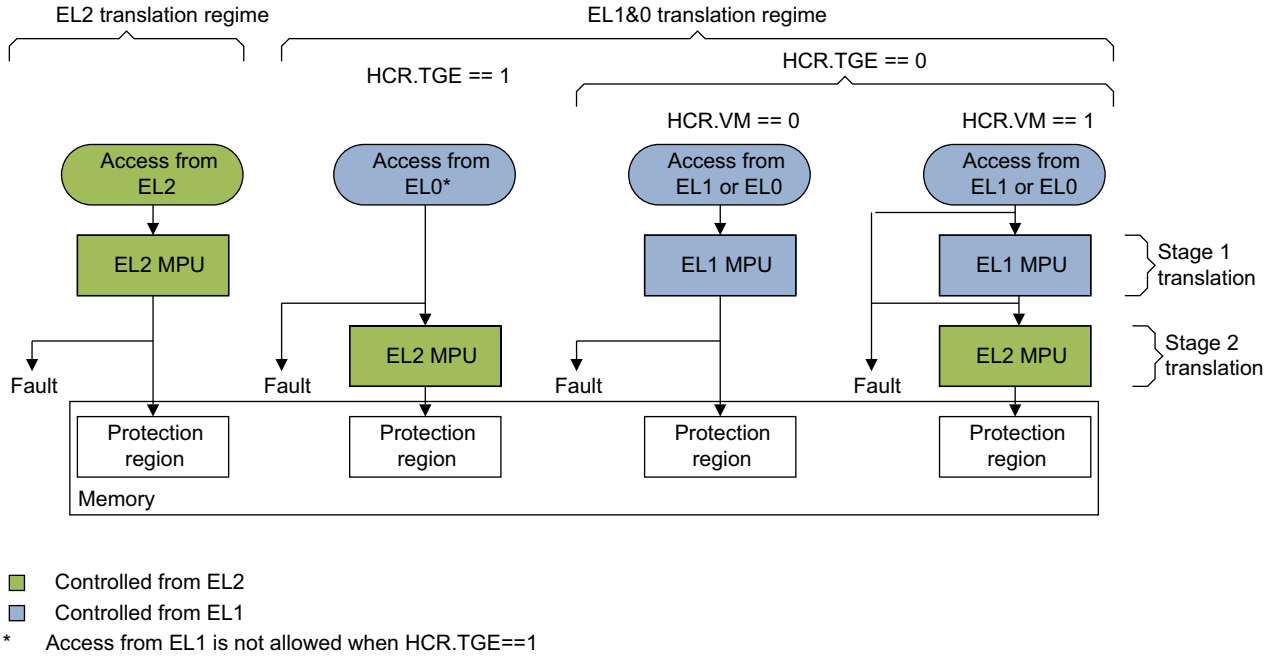 EL2 translation regime
EL1&0 translation regime
HCR.TGE == 1
HCR.TGE == 0
HCR.VM == 0
HCR.VM == 1
Access from
EL2
Access from
EL0*
Access from
EL1 or EL0
Access from
EL1 or EL0
EL2 MPU
EL1 MPU
EL1 MPU
Stage 1
translation
EL2 MPU
EL2 MPU
Stage 2
translation
Fault
Fault
Fault
Fault
Protection
region
Protection
region
Protection
region
Protection
region
Memory
Controlled from EL2
Controlled from EL1
* Access from EL1 is not allowed when HCR.TGE==1